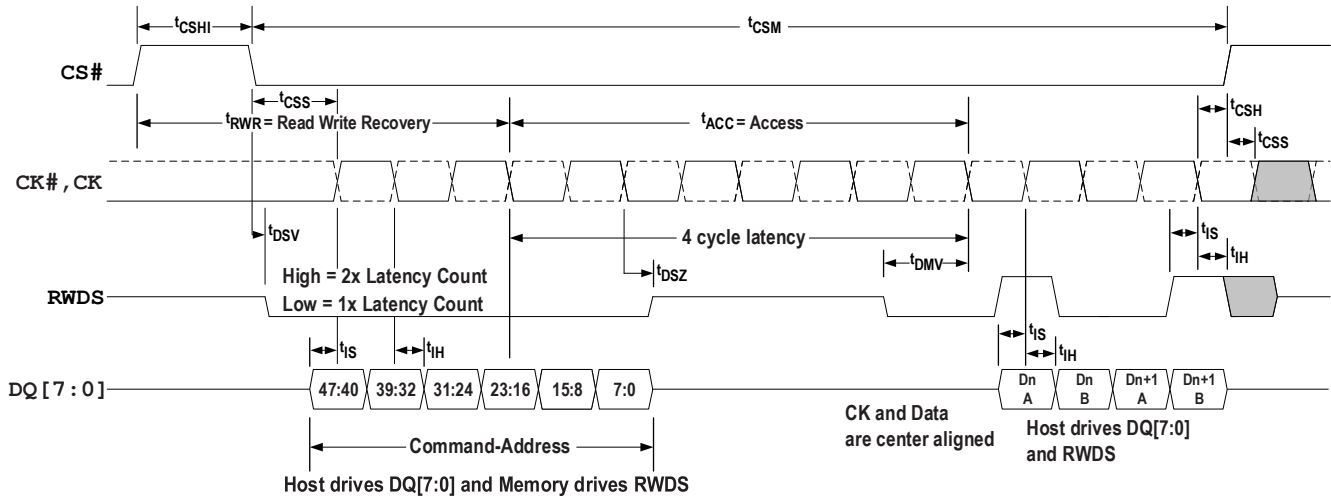 tCSHI
tCSM
CS#
tCSS
tRWR = Read Write Recovery
tACC = Access
tCSH
tCSS
CK#,CK
tDSV
4 cycle latency
tIS
tDSZ
tDMV
tIH
High = 2x Latency Count
RWDS
Low = 1x Latency Count
tIS
tIH
tIS
tIH
DQ[7:0]
47:40
39:32
31:24
23:16
15:8
7:0
Dn
A
Dn
B
Dn+1
A
Dn+1
B
CK and Data
are center aligned
Host drives DQ[7:0]
and RWDS
Command-Address
Host drives DQ[7:0] and Memory drives RWDS